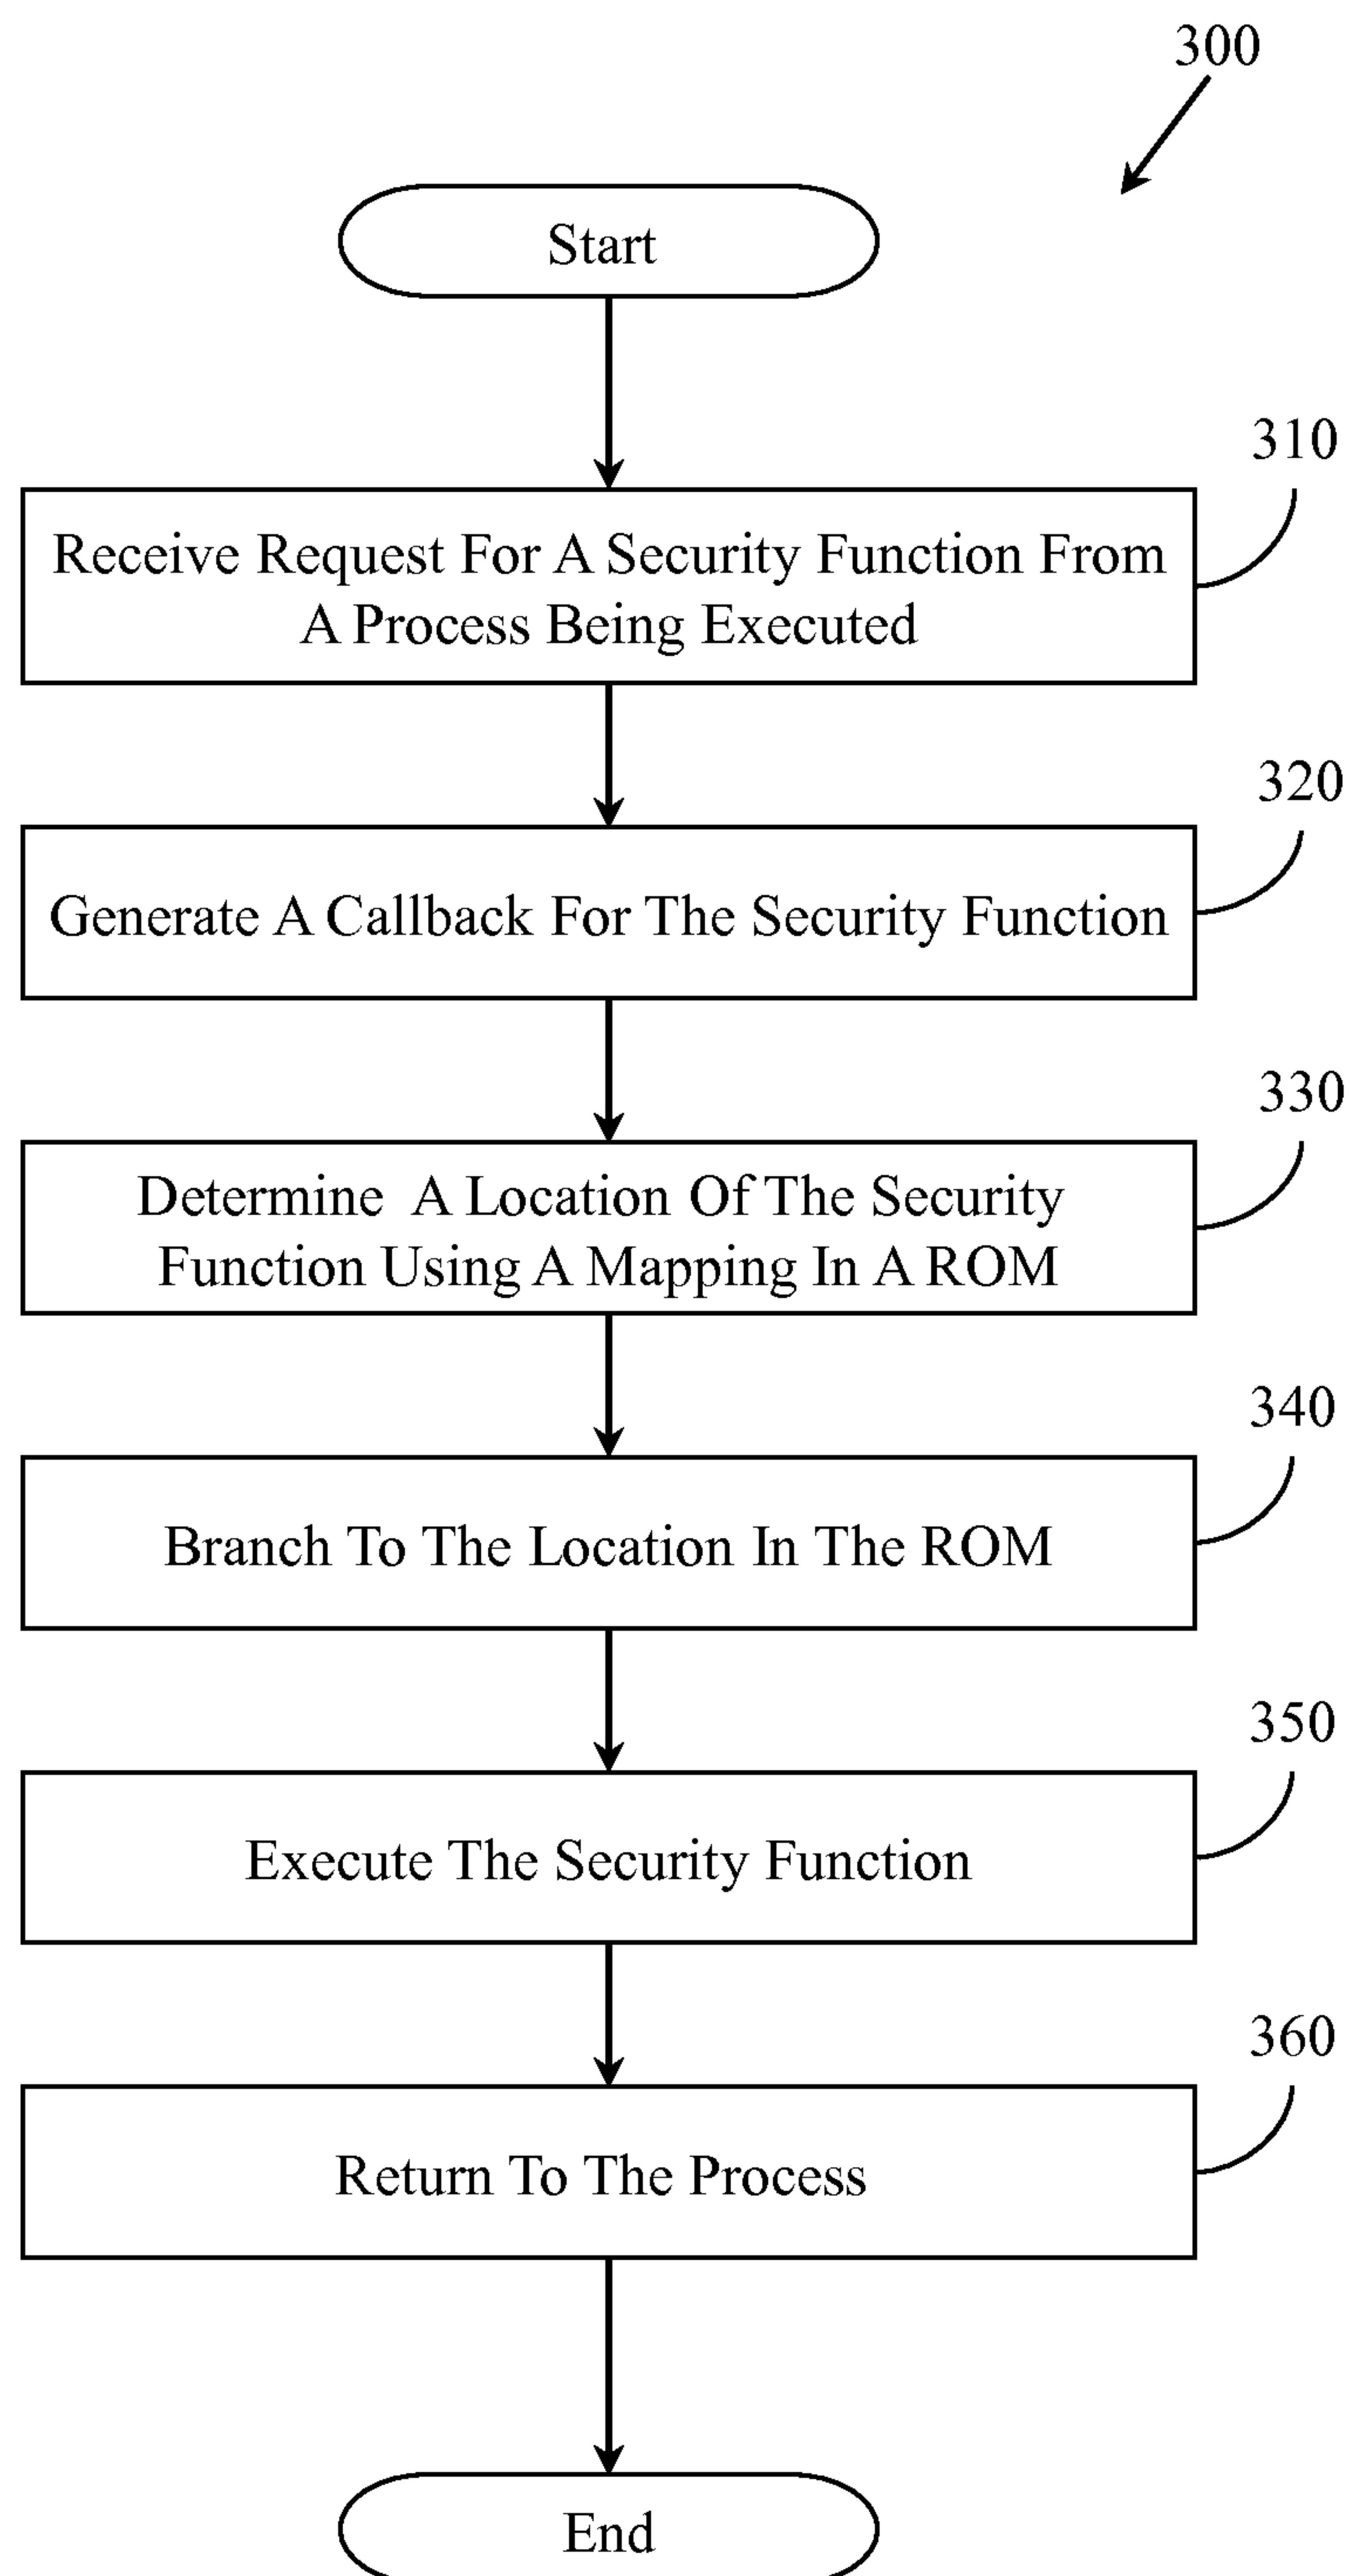 300
Start
310
Receive Request For A Security Function From
A Process Being Executed
320
Generate A Callback For The Security Function
330
Determine A Location Of The Security
Function Using A Mapping In A ROM
340
Branch To The Location In The ROM
350
Execute The Security Function
360
Return To The Process
End